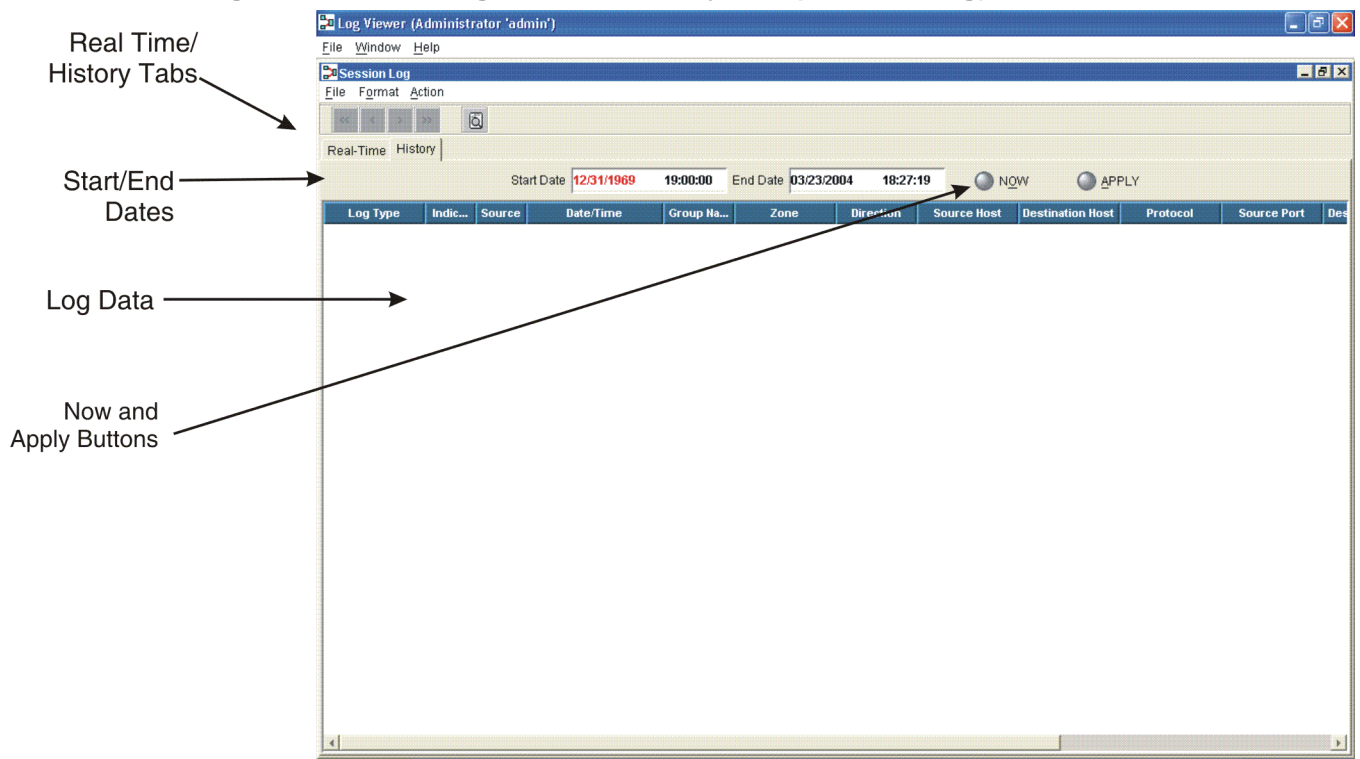 Log Viewer (Administrator 'admin')
File Window Help
Real Time/
History Tabs
Session Log
File Format Action
<< < > >>
Real-Time History
Start/End
Dates
Start Date 12/31/1969 19:00:00 End Date 03/23/2004 18:27:19 NOW APPLY
Log Type Indic... Source Date/Time Group Na... Zone Direction Source Host Destination Host Protocol Source Port Des
Log Data
Now and
Apply Buttons